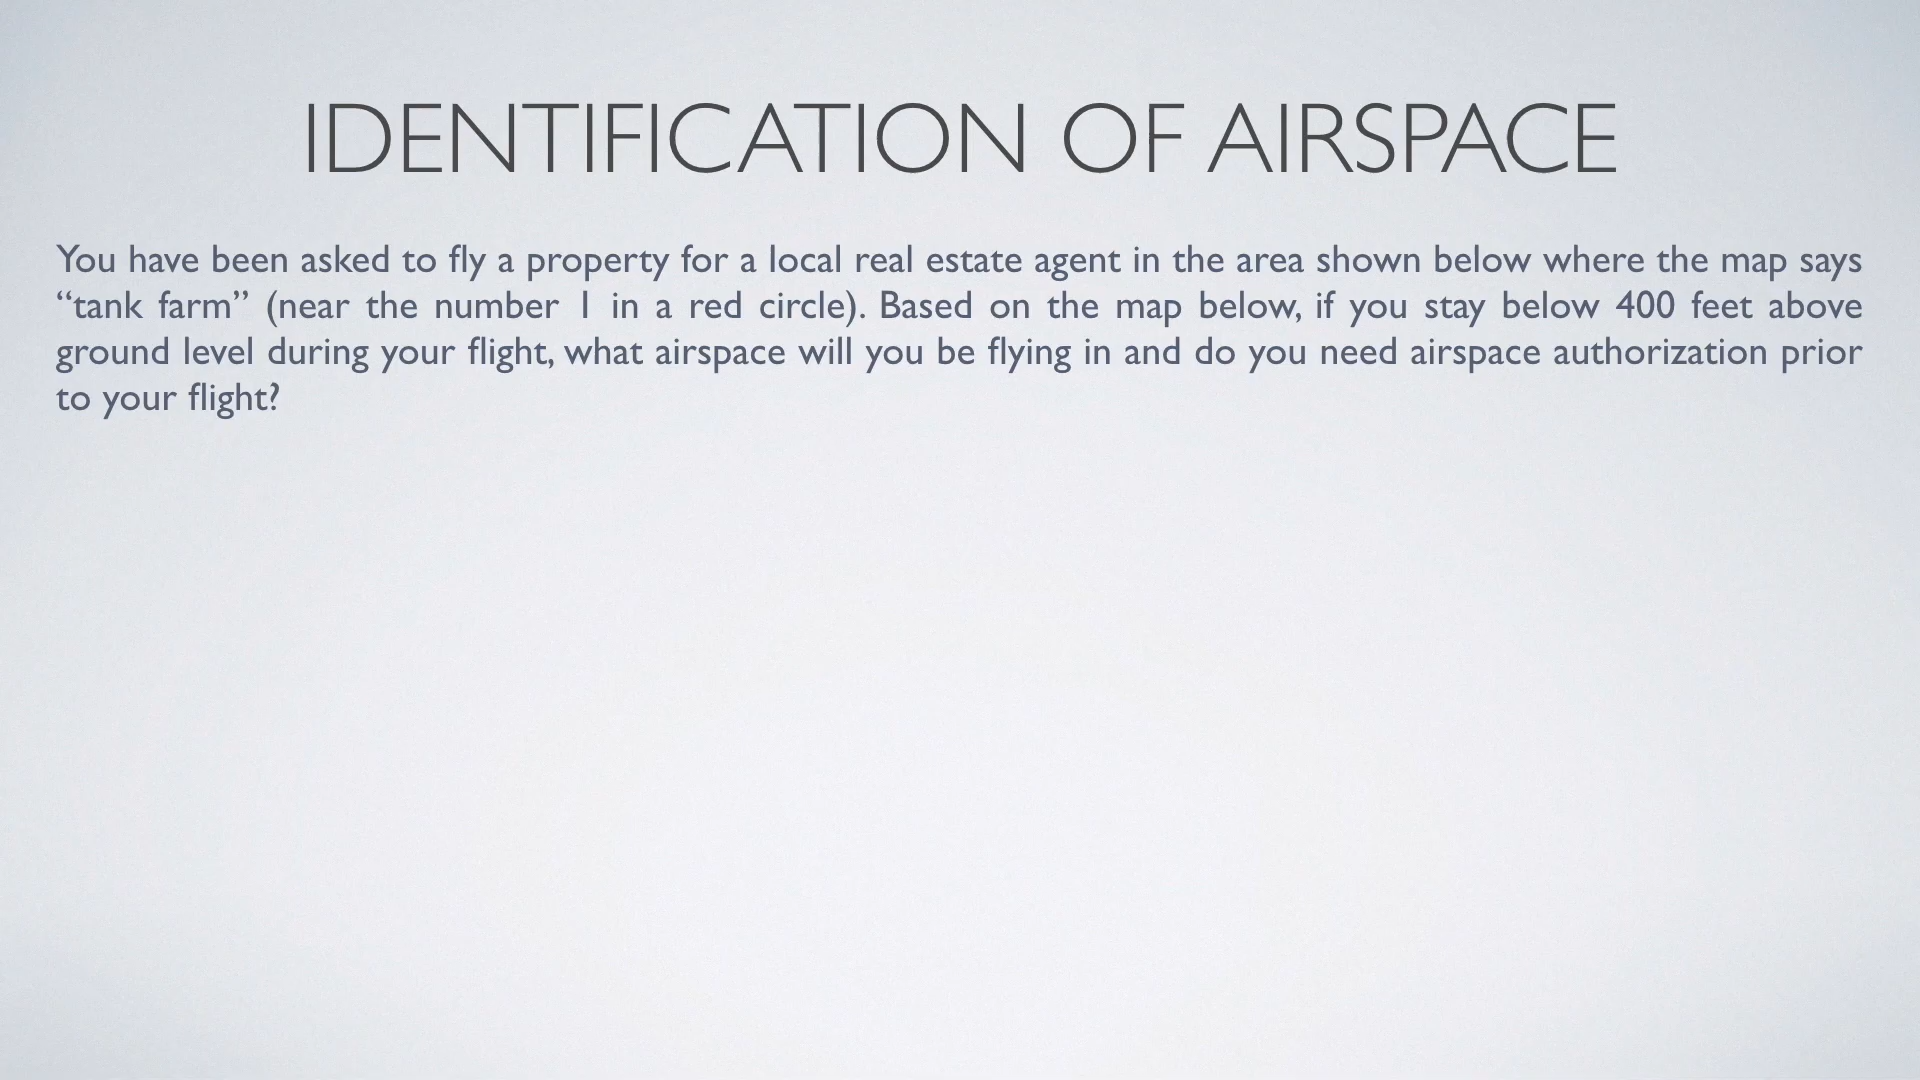 IDENTIFICATION OF AIRSPACE
You have been asked to fly a property for a local real estate agent in the area shown below where the map says
“tank farm” (near the number 1 in a red circle). Based on the map below, if you stay below 400 feet above
ground level during your flight, what airspace will you be flying in and do you need airspace authorization prior
to your flight?